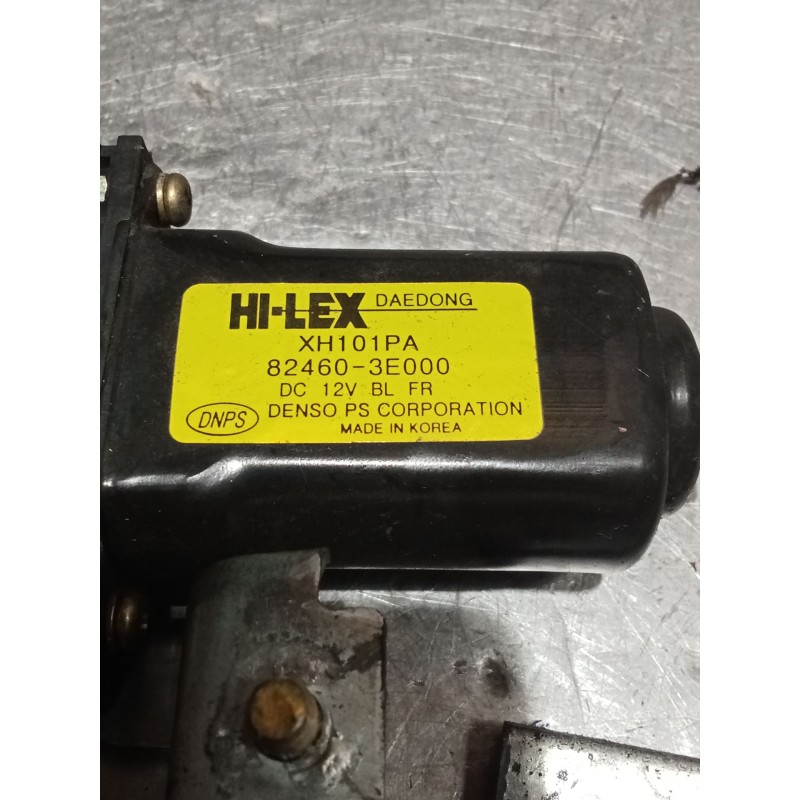 HI-LEX DAEDONG
XH101PA
82460-3E000
DC 12V BL FR
DNPS DENSO PS CORPORATION
MADE IN KOREA